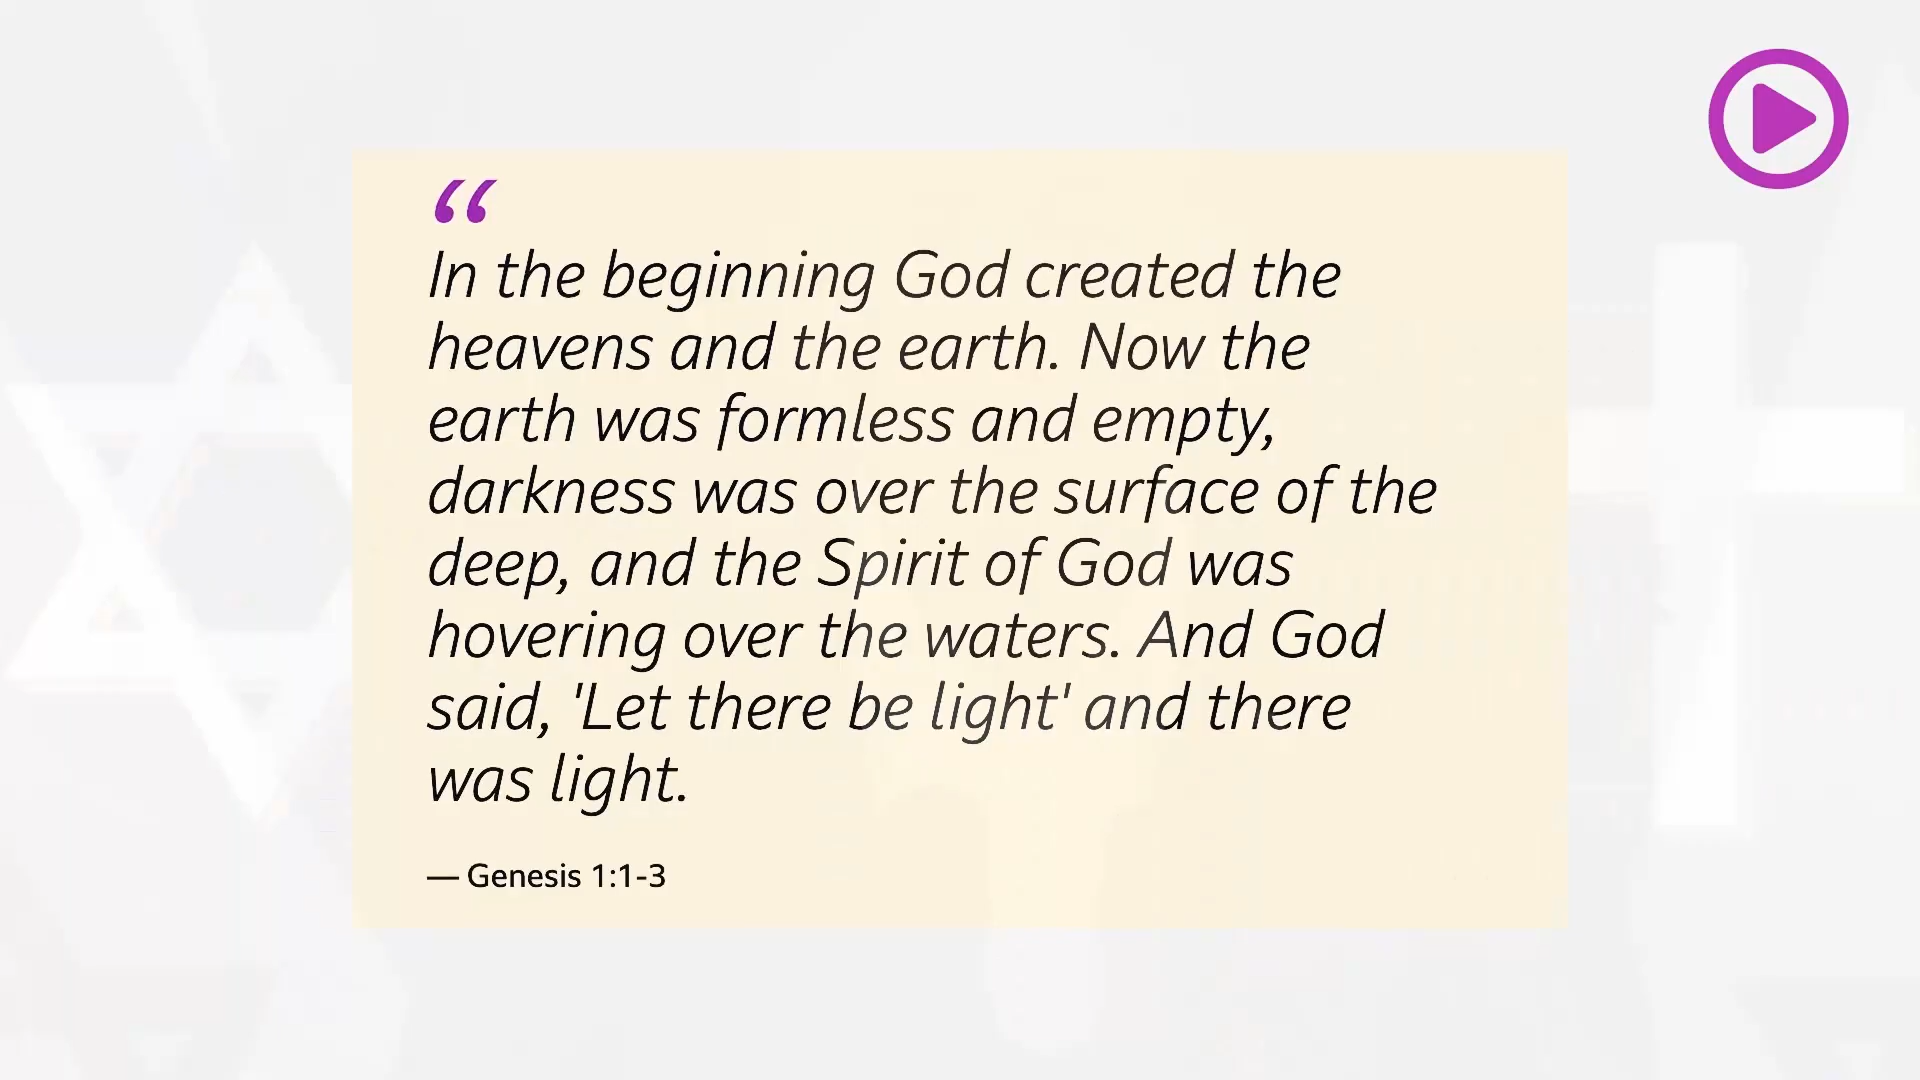 “
In the beginning God created the
heavens and the earth. Now the
earth was formless and empty,
darkness was over the surface of the
deep, and the Spirit of God was
hovering over the waters. And God
said, 'Let there be light' and there
was light.
— Genesis 1:1-3